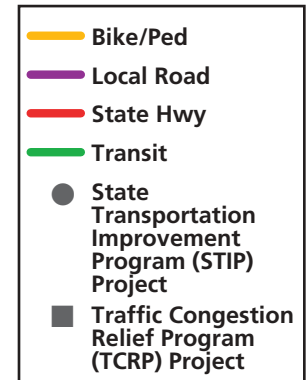 Bike/Ped
Local Road
State Hwy
Transit
State
Transportation
Improvement
Program (STIP)
Project
Traffic Congestion
Relief Program
(TCRP) Project